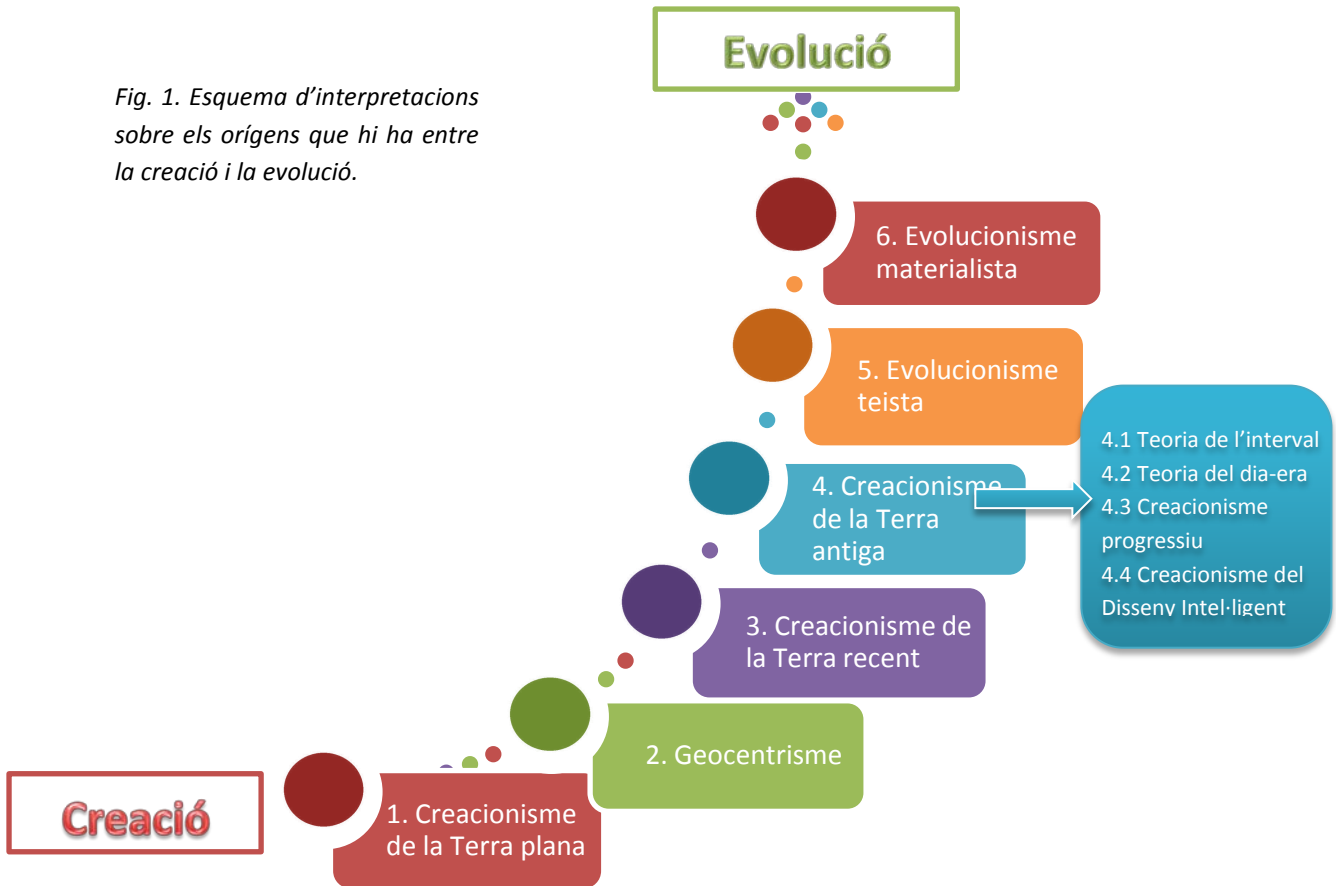 Evolució
Fig. 1. Esquema d'interpretacions
sobre els orígens que hi ha entre
la creació i la evolució.
6. Evolucionisme
materialista
5. Evolucionisme
teista
4. Creacionisme
de la Terra
antiga
4.1 Teoria de l'interval
4.2 Teoria del dia-era
4.3 Creacionisme
progressiu
4.4 Creacionisme del
Disseny Intel·ligent
3. Creacionisme de
la Terra recent
2. Geocentrisme
1. Creacionisme
de la Terra plana
Creació